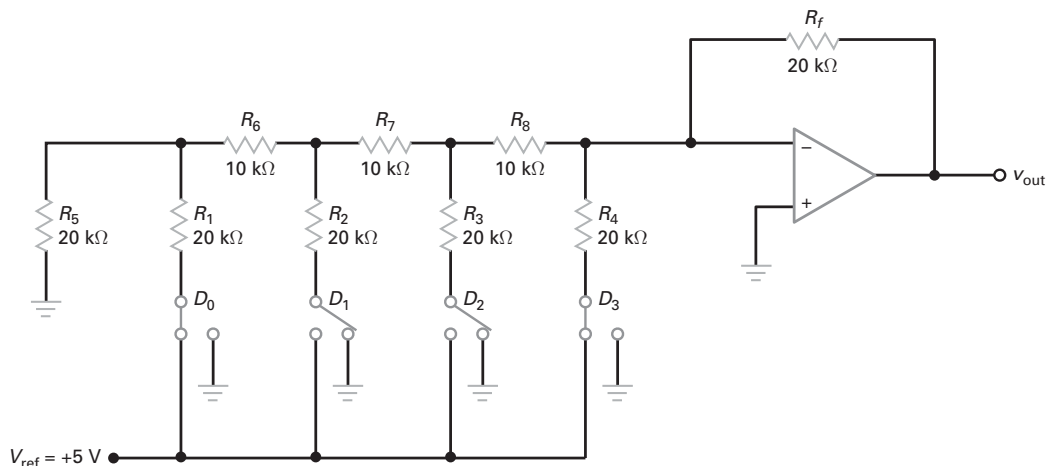 R_f
20 kΩ
R_6
R_7
R_8
10 kΩ
10 kΩ
10 kΩ
−
+
v_out
R_5
20 kΩ
R_1
20 kΩ
R_2
20 kΩ
R_3
20 kΩ
R_4
20 kΩ
D_0
D_1
D_2
D_3
V_ref = +5 V